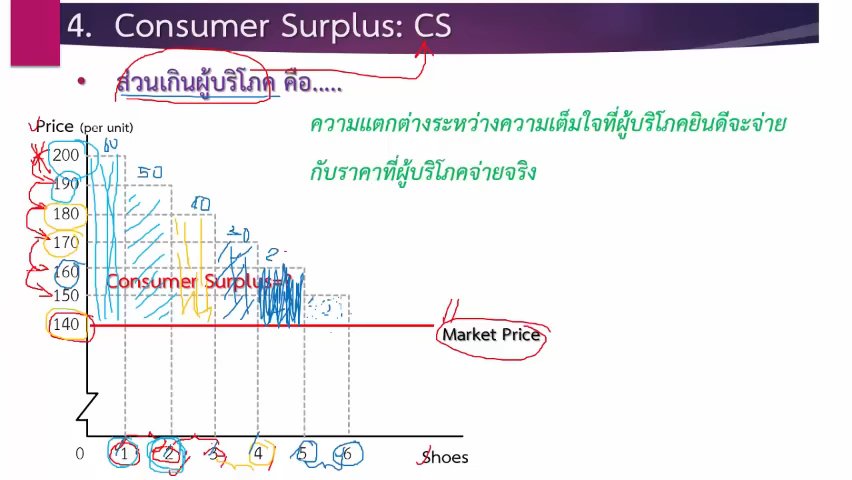 4. Consumer Surplus: CS
• ส่วนเกินผู้บริโภค คือ.....
Price (per unit)
ความแตกต่างระหว่างความเต็มใจที่ผู้บริโภคยินดีจะจ่าย
กับราคาที่ผู้บริโภคจ่ายจริง
200
60
190
50
180
40
170
30
160
Consumer Surplus=?
150
140
Market Price
0 1 2 3 4 5 6 Shoes